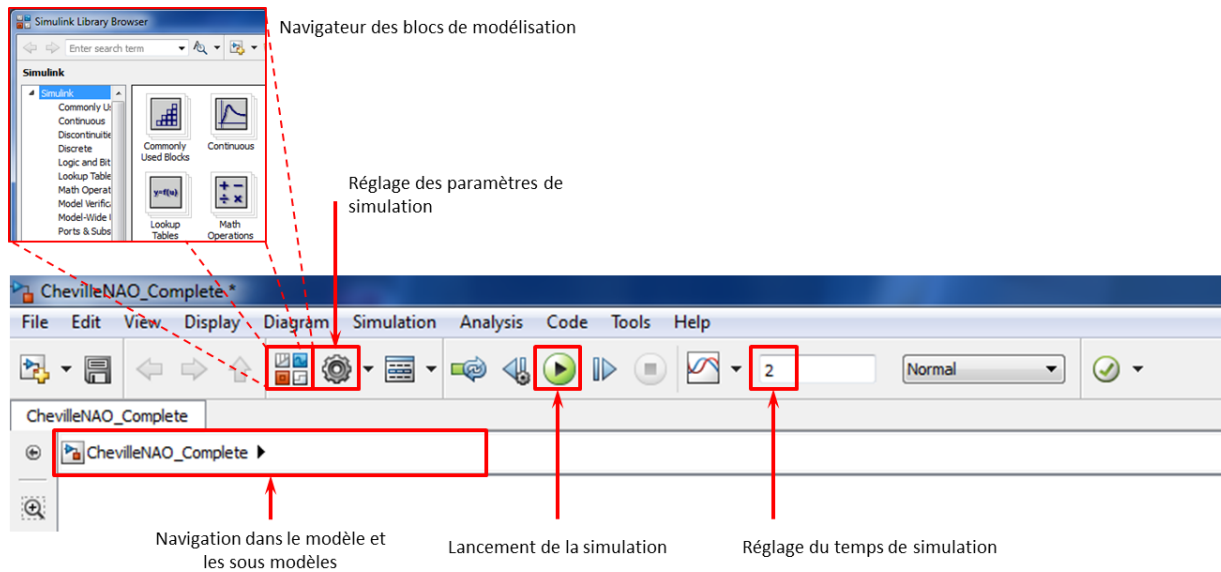 Simulink Library Browser
Navigateur des blocs de modélisation
Enter search term
Simulink
Simulink
Commonly U
Continuous
Discontinuitie
Discrete
Logic and Bit
Lookup Table
Math Operat
Model Verific
Model-Wide
Ports & Subs
Commonly
Used Blocks
Continuous
y=f(u)
Lookup
Tables
Math
Operations
Réglage des paramètres de
simulation
ChevilleNAO_Complete *
File Edit View Display Diagram Simulation Analysis Code Tools Help
2
Normal
ChevilleNAO_Complete
ChevilleNAO_Complete
Navigation dans le modèle et
les sous modèles
Lancement de la simulation
Réglage du temps de simulation